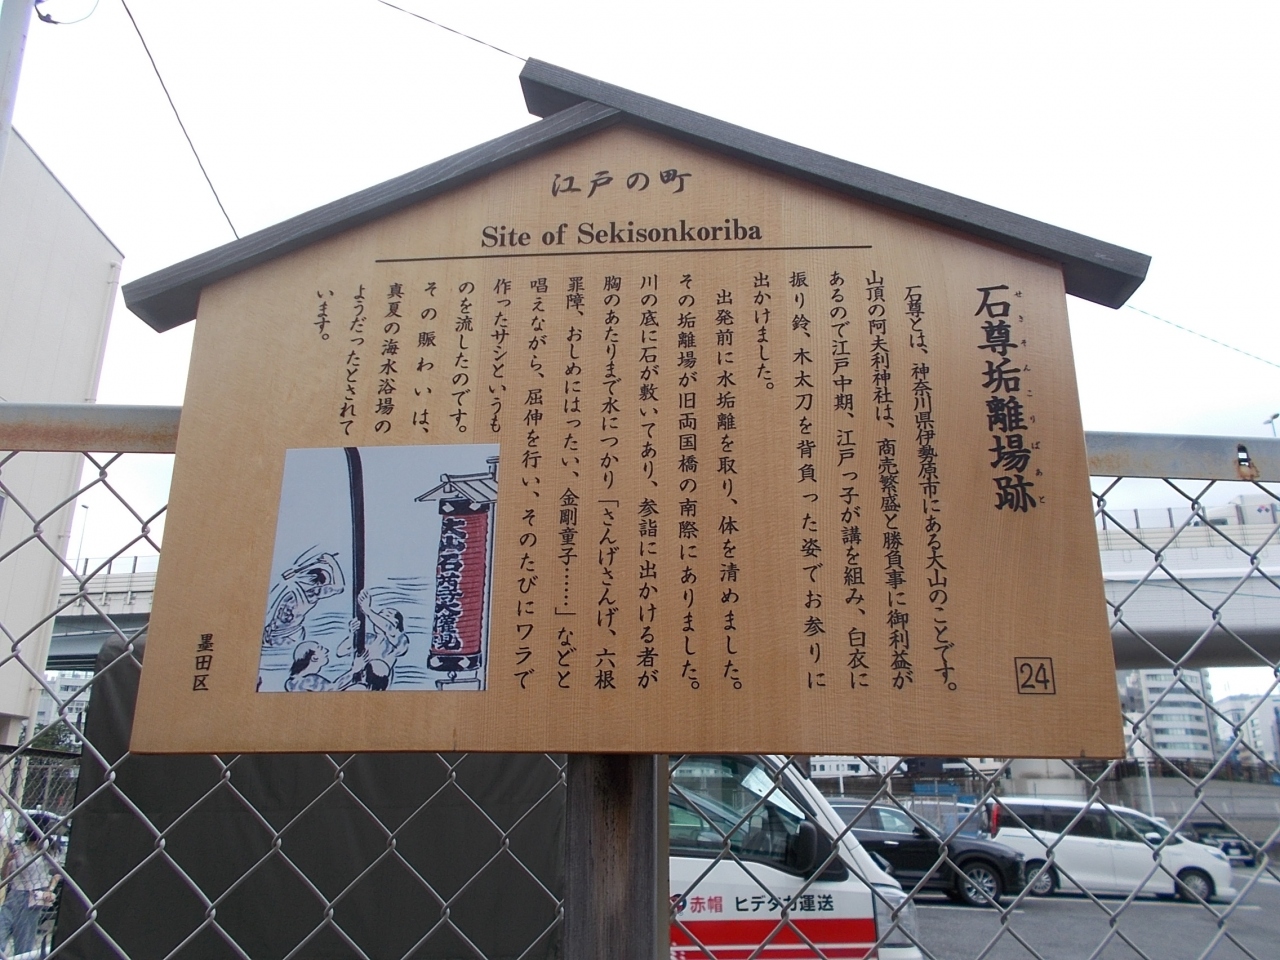 江戸の町
Site of Sekisonkoriba
石尊垢離場跡
せきそんこりばあと
石尊とは、神奈川県伊勢原市にある大山のことです。
山頂の阿夫利神社は、商売繁盛と勝負事に御利益が
あるので江戸中期、江戸っ子が講を組み、白衣に
振り鈴、木太刀を背負った姿でお参りに
出かけました。
出発前に水垢離を取り、体を清めました。
その垢離場が旧両国橋の南際にありました。
川の底に石が敷いてあり、参詣に出かける者が
胸のあたりまで水につかり「さんげさんげ、六根
罪障、おしめにはったい、金剛童子……」などと
唱えながら、屈伸を行い、そのたびにワラで
作ったサシというも
のを流したのです。
その賑わいは、
真夏の海水浴場の
ようだったとされて
います。
24
墨田区
赤帽 ヒデタカ運送